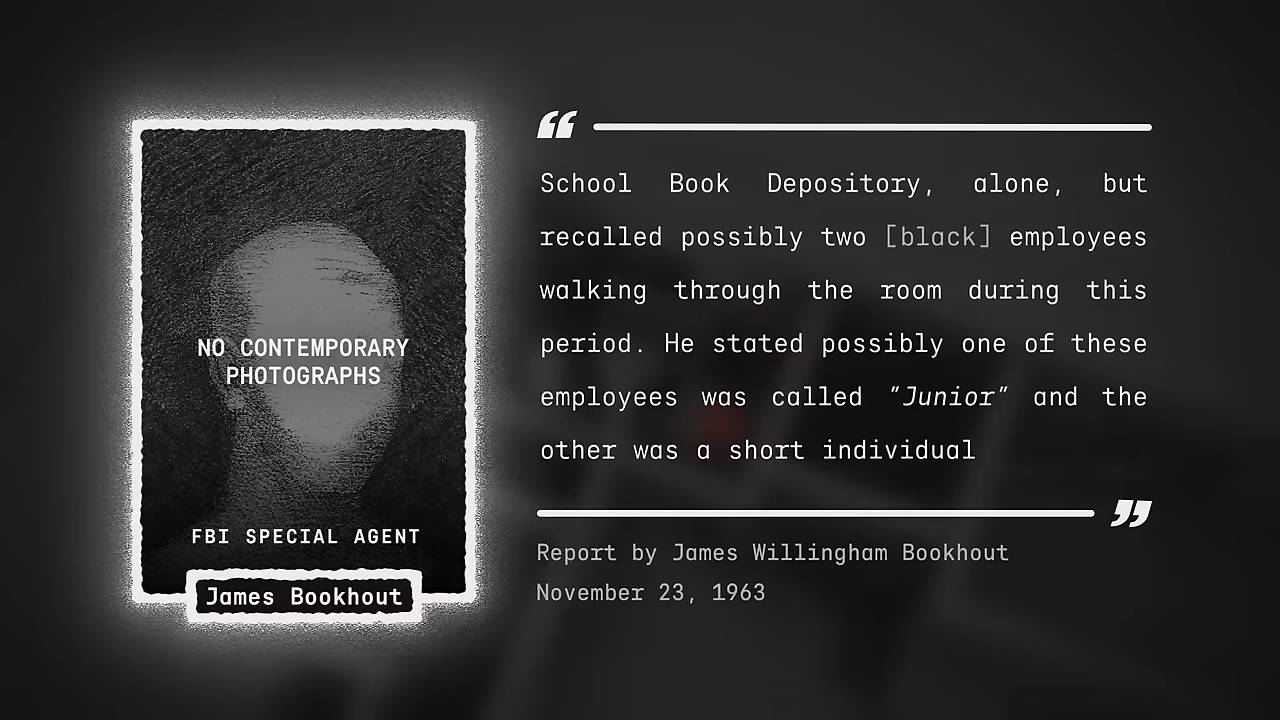 NO CONTEMPORARY
PHOTOGRAPHS
FBI SPECIAL AGENT
James Bookhout
“
School Book Depository, alone, but
recalled possibly two [black] employees
walking through the room during this
period. He stated possibly one of these
employees was called "Junior" and the
other was a short individual
”
Report by James Willingham Bookhout
November 23, 1963